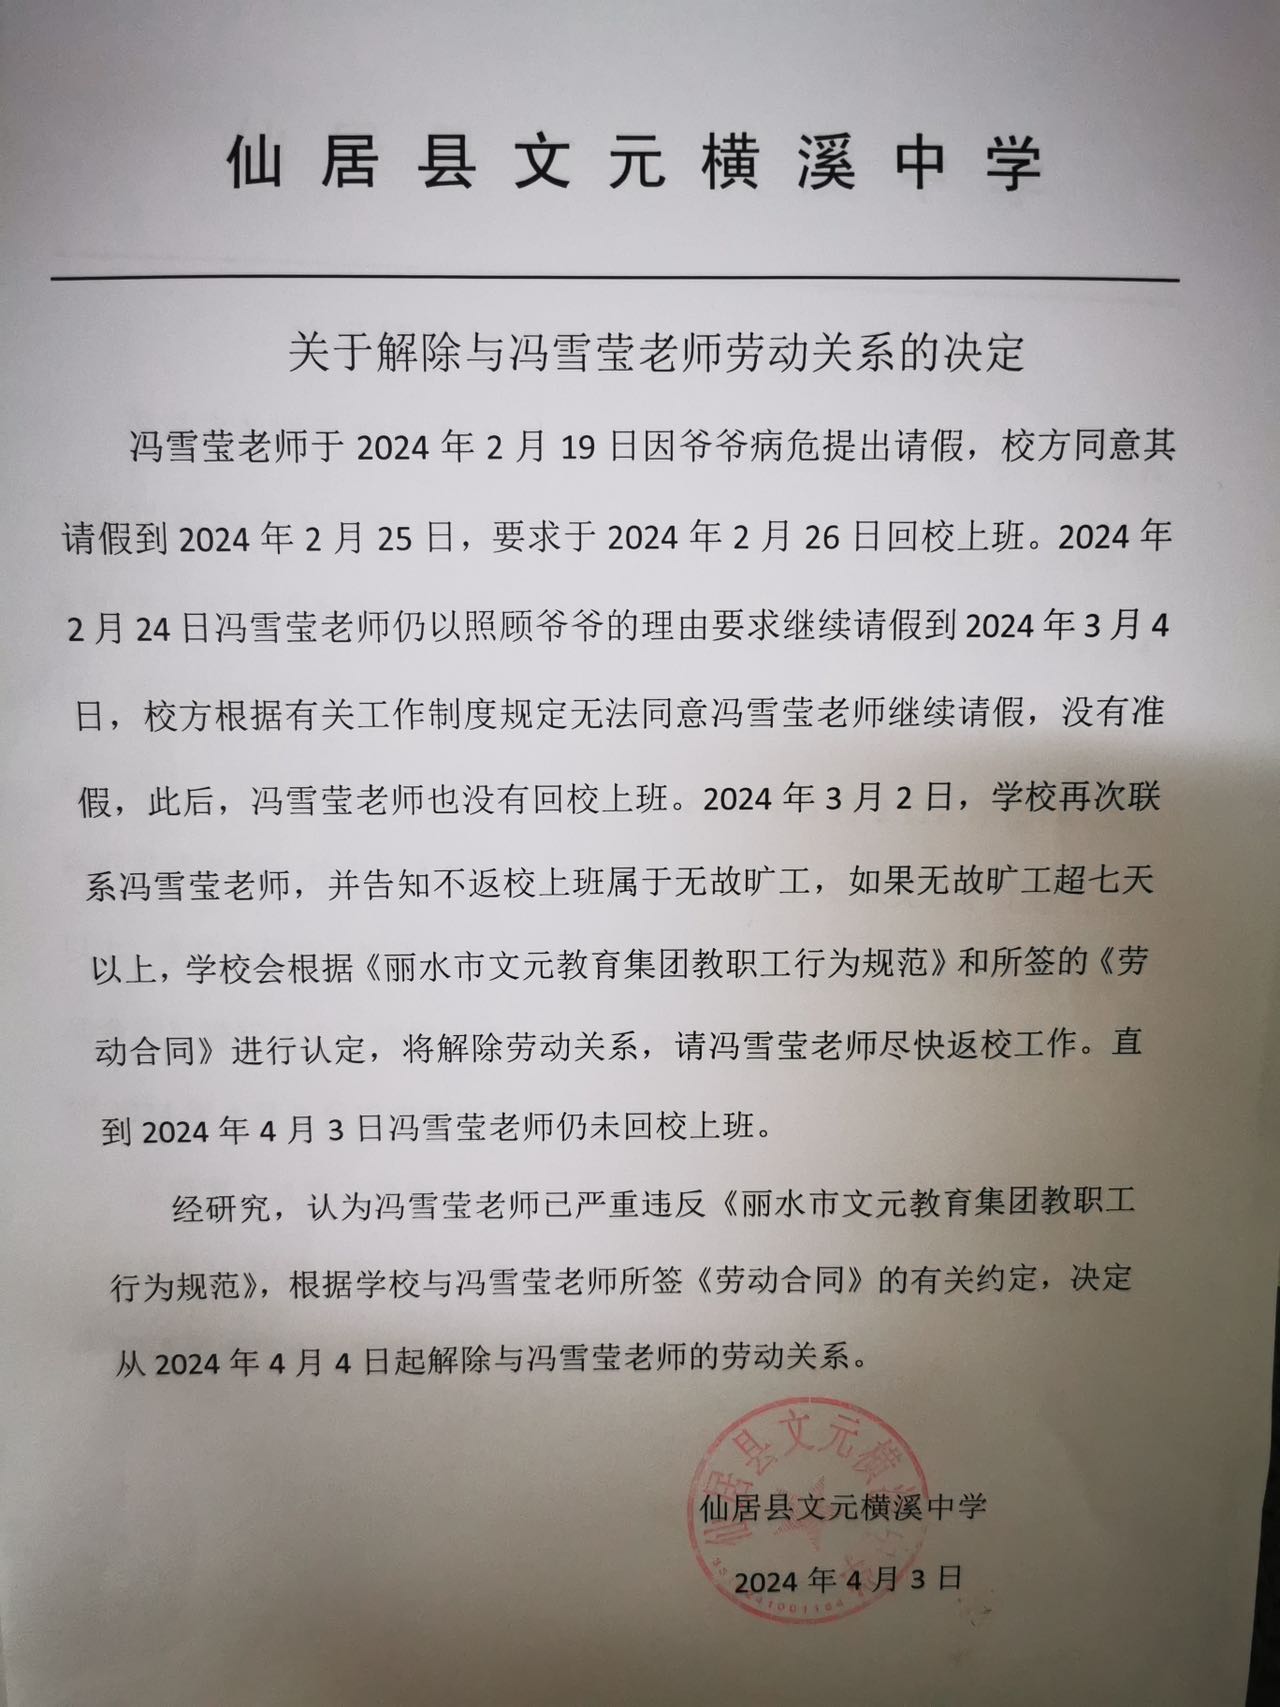 仙居县文元横溪中学
关于解除与冯雪莹老师劳动关系的决定
冯雪莹老师于 2024 年 2 月 19 日因爷爷病危提出请假，校方同意其
请假到 2024 年 2 月 25 日，要求于 2024 年 2 月 26 日回校上班。2024 年
2 月 24 日冯雪莹老师仍以照顾爷爷的理由要求继续请假到 2024 年 3 月 4
日，校方根据有关工作制度规定无法同意冯雪莹老师继续请假，没有准
假，此后，冯雪莹老师也没有回校上班。2024 年 3 月 2 日，学校再次联
系冯雪莹老师，并告知不返校上班属于无故旷工，如果无故旷工超七天
以上，学校会根据《丽水市文元教育集团教职工行为规范》和所签的《劳
动合同》进行认定，将解除劳动关系，请冯雪莹老师尽快返校工作。直
到 2024 年 4 月 3 日冯雪莹老师仍未回校上班。
经研究，认为冯雪莹老师已严重违反《丽水市文元教育集团教职工
行为规范》，根据学校与冯雪莹老师所签《劳动合同》的有关约定，决定
从 2024 年 4 月 4 日起解除与冯雪莹老师的劳动关系。
仙居县文元横
仙居县文元横溪中学
2024 年 4 月 3 日